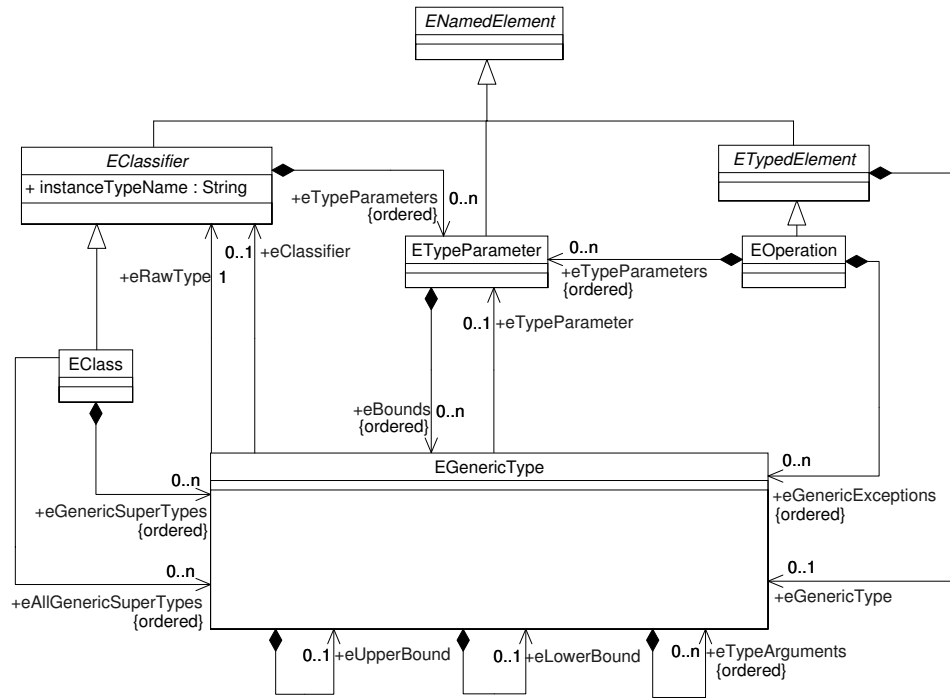 ENamedElement
EClassifier
+ instanceTypeName : String
ETypedElement
+eTypeParameters
{ordered}
0..n
+eRawType
1
0..1
+eClassifier
ETypeParameter
0..n
+eTypeParameters
{ordered}
EOperation
0..1
+eTypeParameter
EClass
+eBounds
{ordered}
0..n
EGenericType
0..n
+eGenericSuperTypes
{ordered}
0..n
+eGenericExceptions
{ordered}
0..n
+eAllGenericSuperTypes
{ordered}
0..1
+eGenericType
0..1
+eUpperBound
0..1
+eLowerBound
0..n
+eTypeArguments
{ordered}